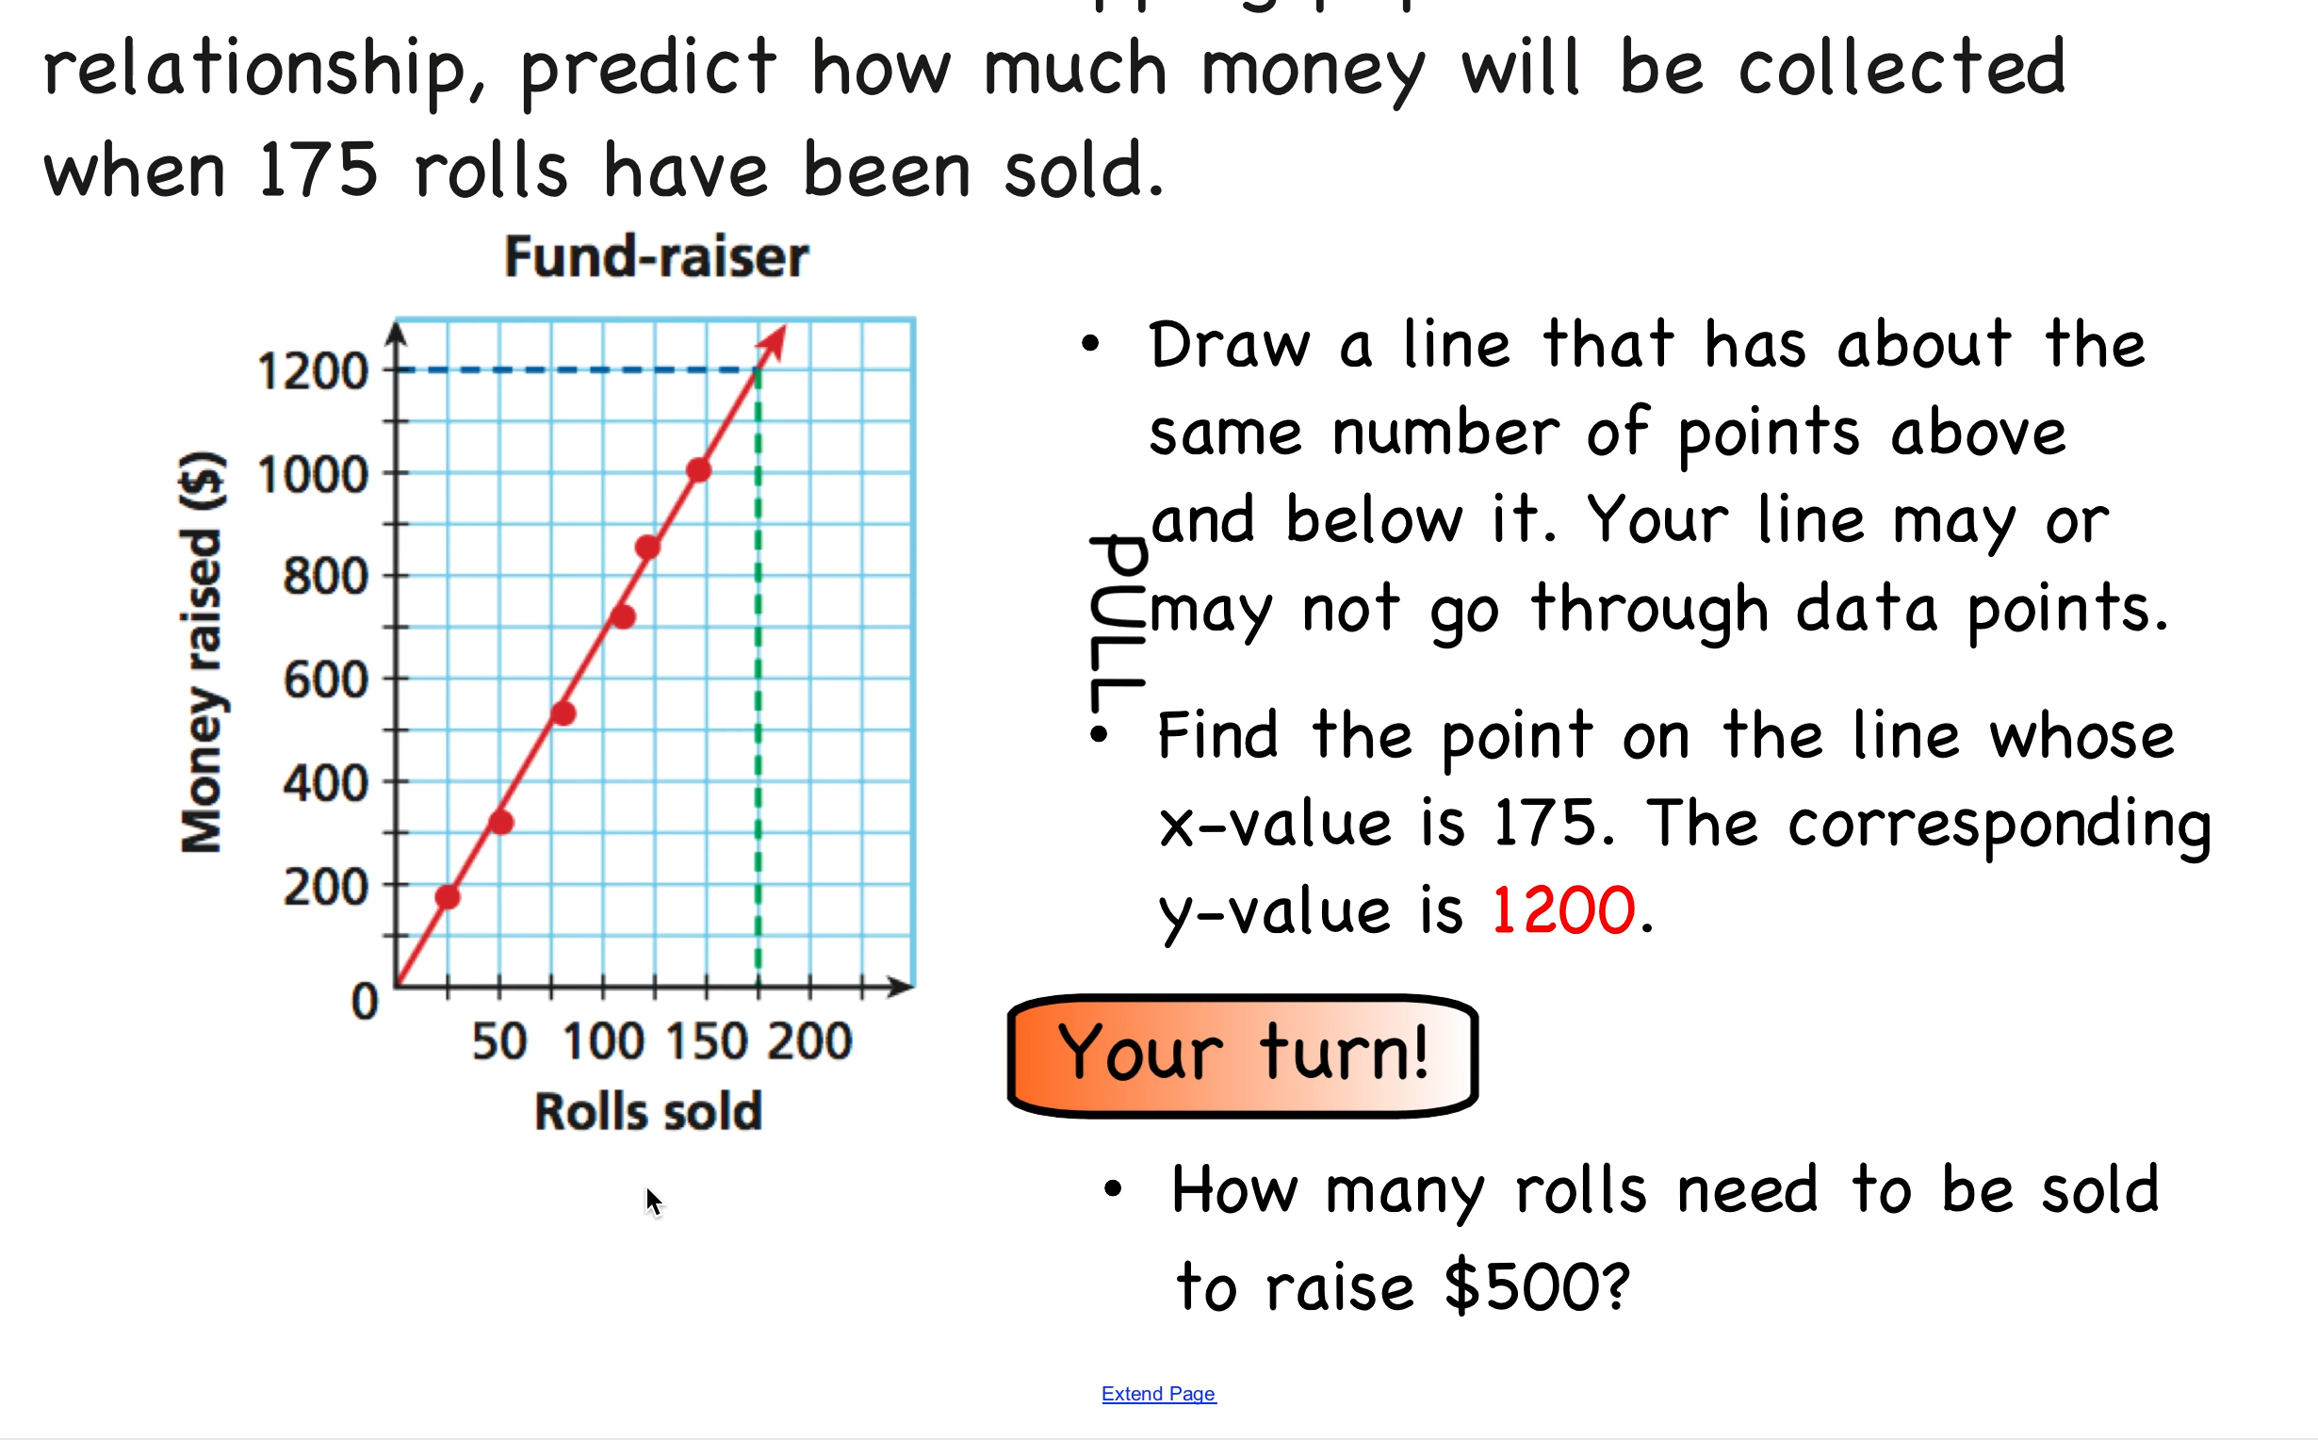 relationship, predict how much money will be collected
when 175 rolls have been sold.
Fund-raiser
1200
1000
800
600
400
200
0
Money raised ($)
50 100 150 200
Rolls sold
• Draw a line that has about the
same number of points above
and below it. Your line may or
may not go through data points.
PULL
• Find the point on the line whose
x-value is 175. The corresponding
y-value is 1200.
Your turn!
• How many rolls need to be sold
to raise $500?
Extend Page